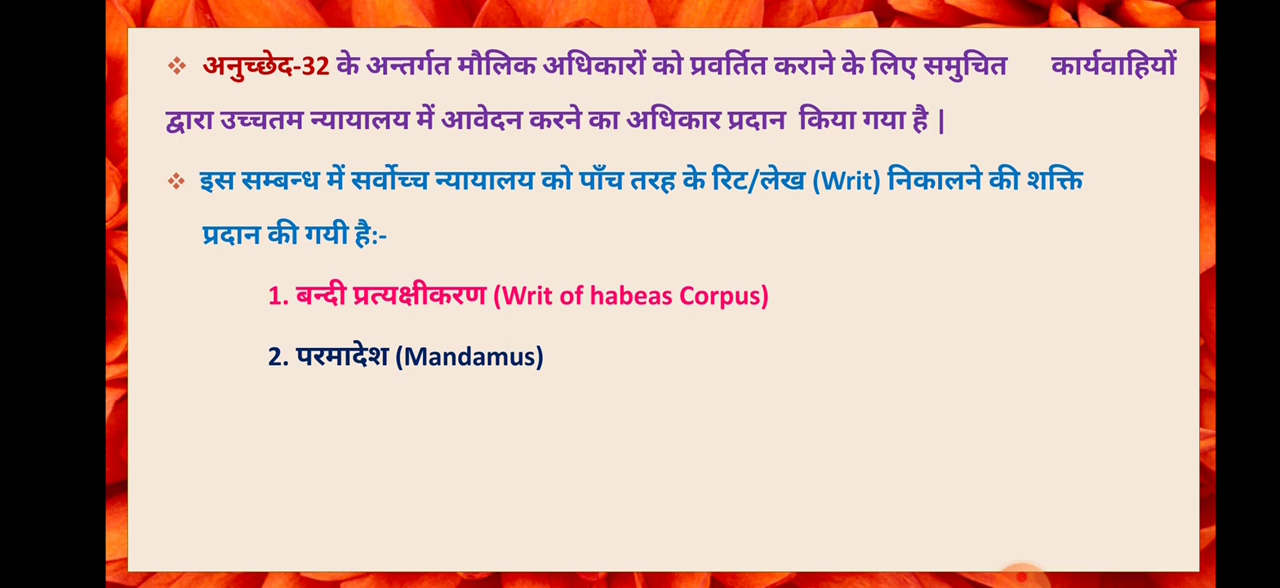 ❖ अनुच्छेद-32 के अन्तर्गत मौलिक अधिकारों को प्रवर्तित कराने के लिए समुचित कार्यवाहियों
द्वारा उच्चतम न्यायालय में आवेदन करने का अधिकार प्रदान किया गया है |
❖ इस सम्बन्ध में सर्वोच्च न्यायालय को पाँच तरह के रिट/लेख (Writ) निकालने की शक्ति
प्रदान की गयी है:-
1. बन्दी प्रत्यक्षीकरण (Writ of habeas Corpus)
2. परमादेश (Mandamus)